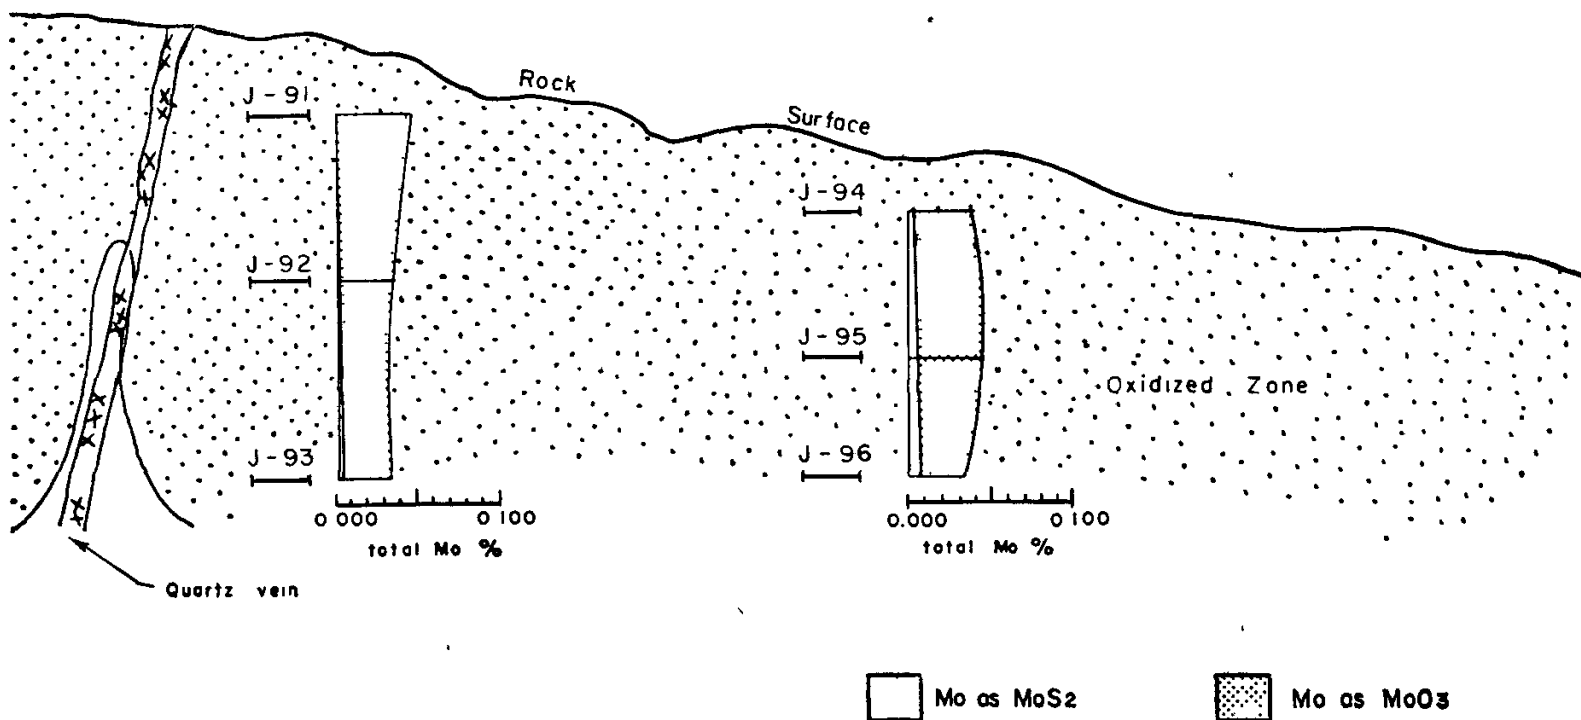 Rock
Surface
J-91
J-94
J-92
J-95
Oxidized Zone
J-93
J-96
0 000 0 100
total Mo %
0.000 0 100
total Mo %
Quartz vein
Mo as MoS2
Mo as MoO3